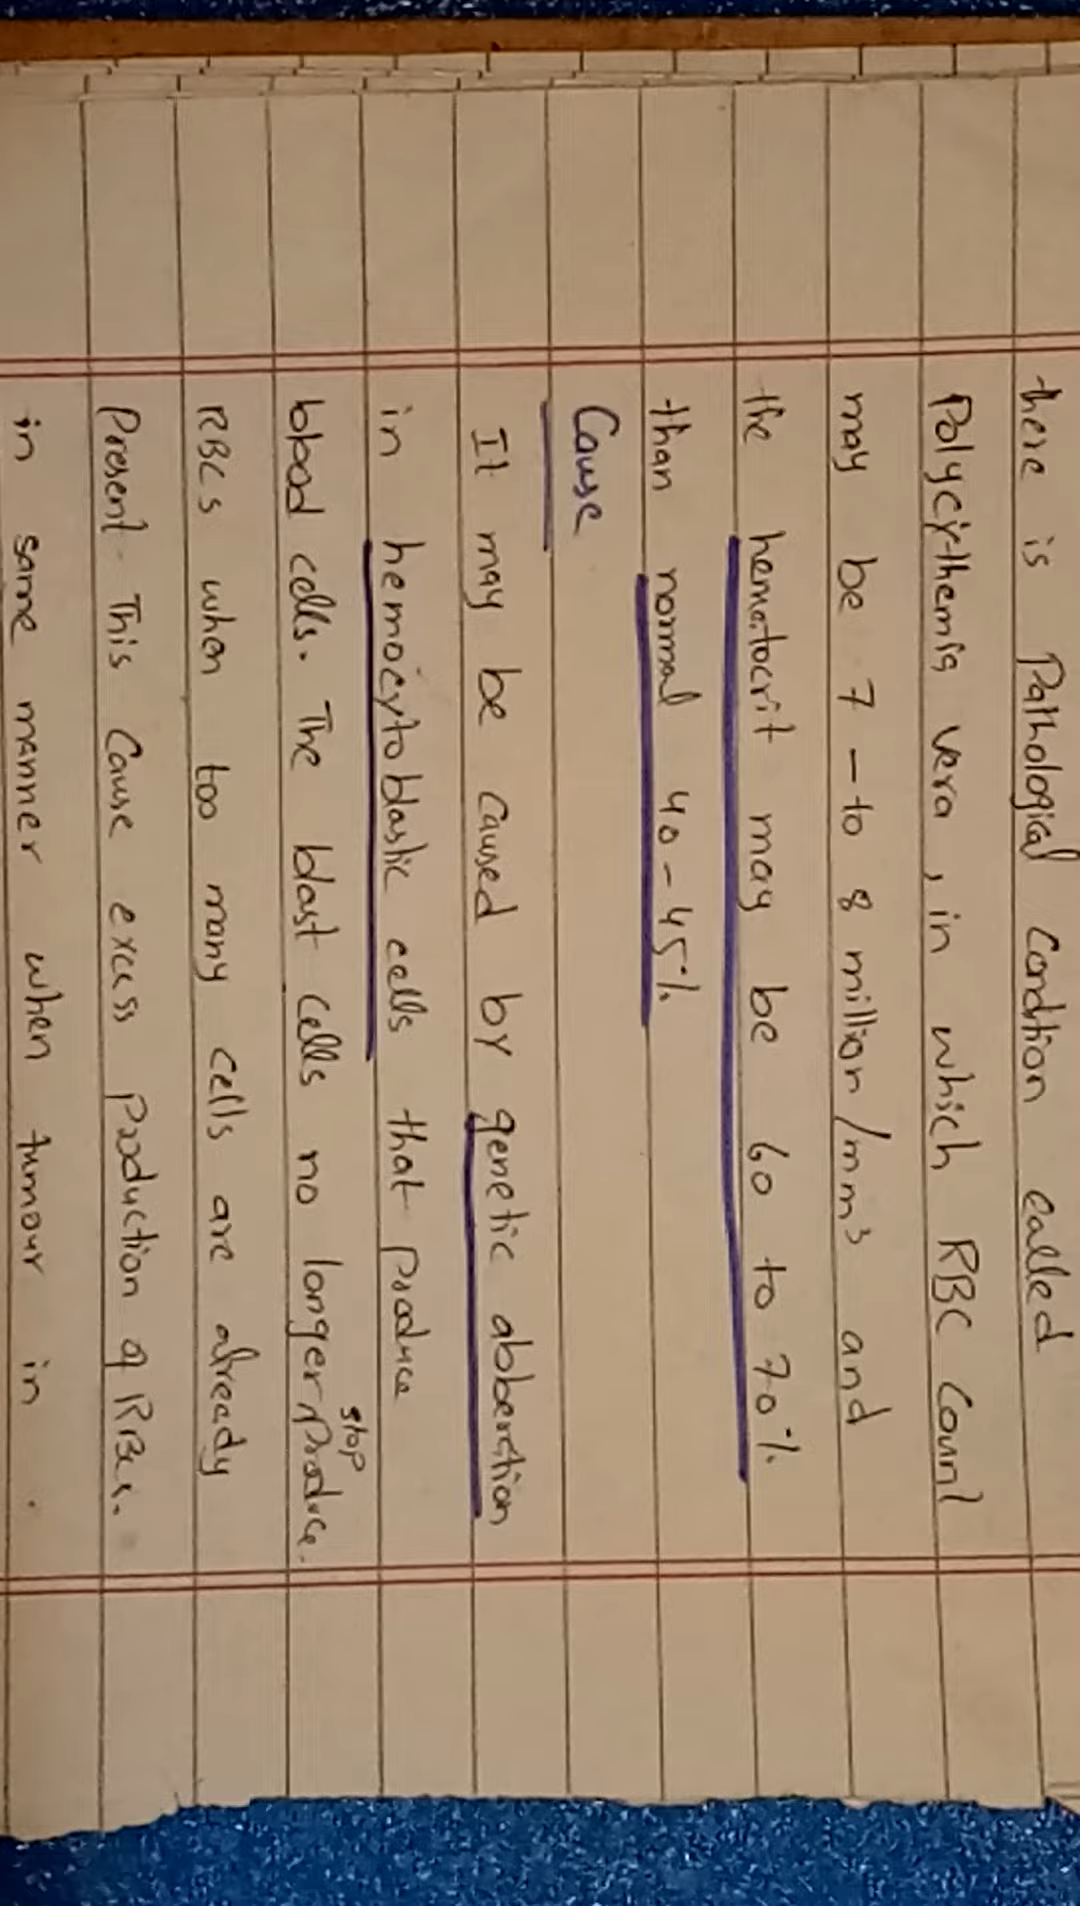 there is Pathological Condition called
Polycythemia vera, in which RBC Count
may be 7 - to 8 million/mm³ and
the hematocrit may be 60 to 70%
than normal 40-45%
Cause
It may be caused by genetic abberation
in hemocytoblastic cells that produce
blood cells. The blast cells no longer stop produce.
RBCs when too many cells are already
Present. This Cause excess production of RBCs.
in same manner when tumour in